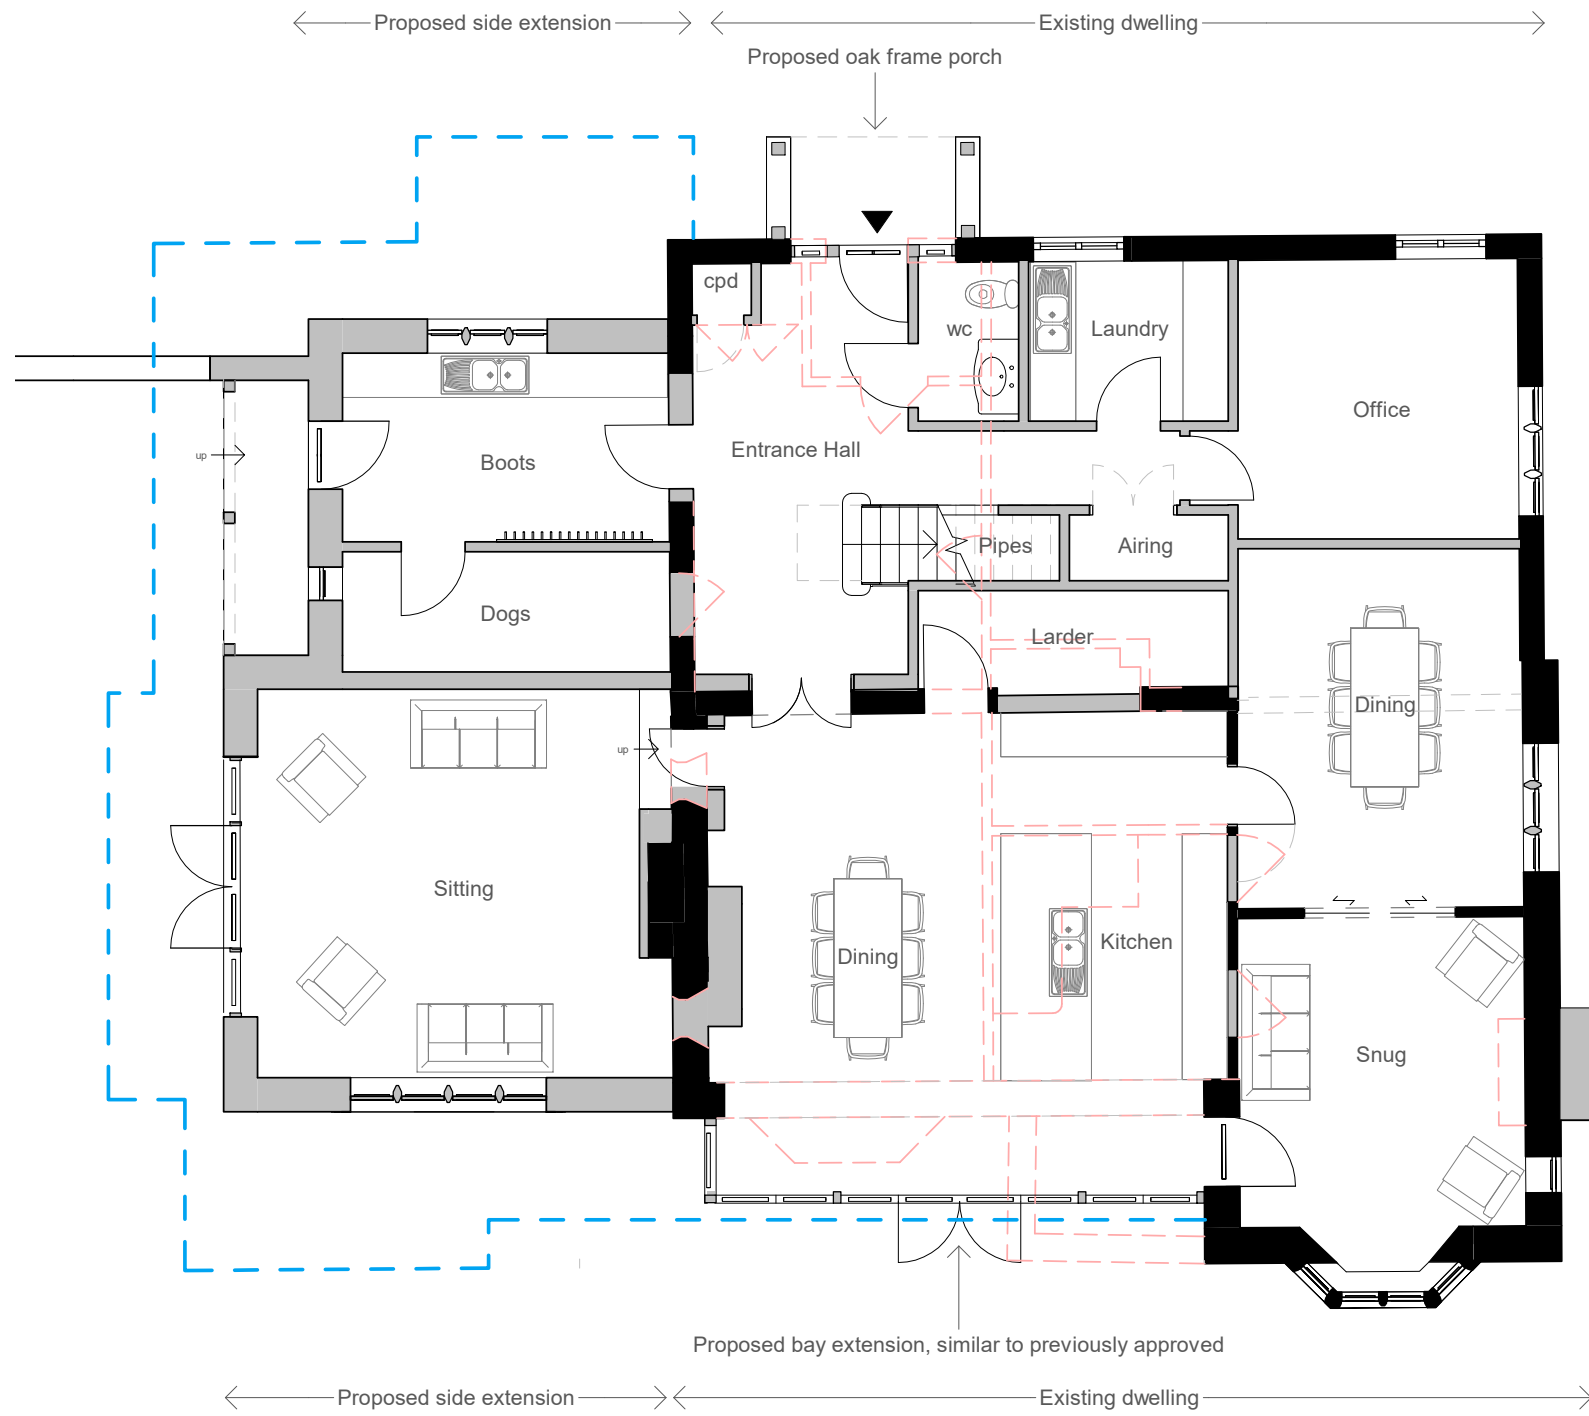 Proposed side extension
Existing dwelling
Proposed oak frame porch
cpd
wc
Laundry
Office
Entrance Hall
up
Boots
Pipes
Airing
Dogs
Larder
Dining
up
Sitting
Kitchen
Dining
Snug
Proposed bay extension, similar to previously approved
Proposed side extension
Existing dwelling